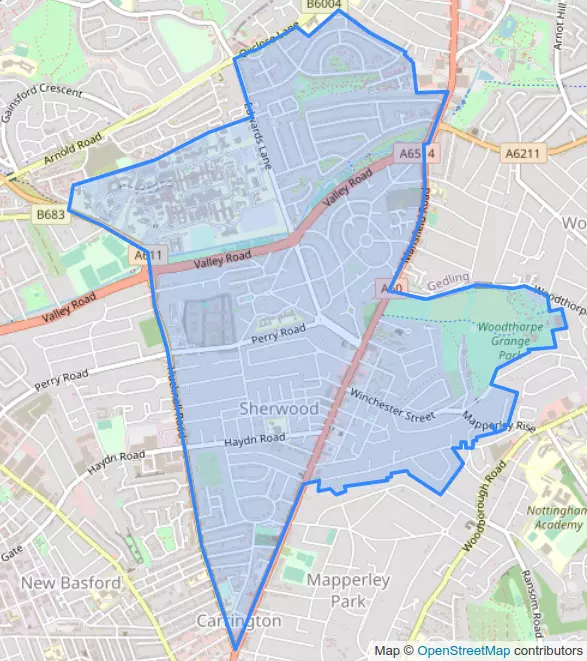 B6004
Oxclose Lane
Arnot Hill
Gainsford Crescent
Edwards Lane
Arnold Road
A6514
A6211
Valley Road
B683
Mansfield Road
Wo
A611
Valley Road
Gedling
A60
Woodthorpe
Valley Road
Woodthorpe
Grange
Park
Perry Road
Perry Road
Hucknall Road
Winchester Street
Sherwood
Mapperley Rise
Haydn Road
Haydn Road
Woodborough Road
Nottingham
Academy
Gate
New Basford
Mapperley
Park
Ransom Road
Carrington
Map © OpenStreetMap contributors